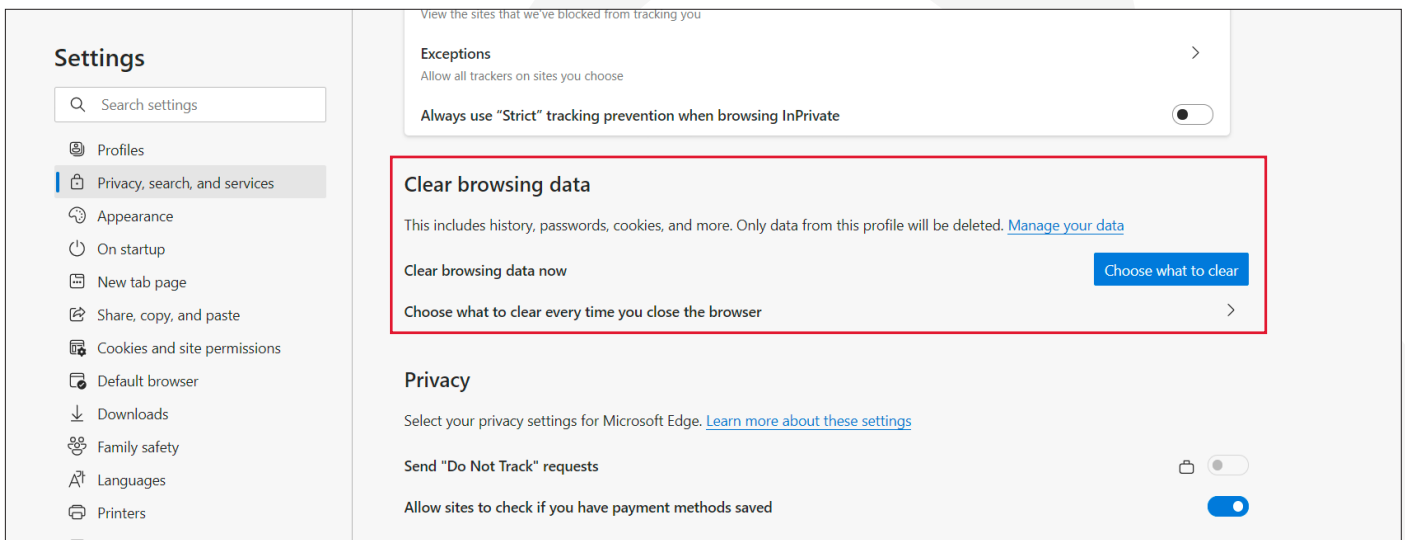 Settings
Search settings
Profiles
Privacy, search, and services
Appearance
On startup
New tab page
Share, copy, and paste
Cookies and site permissions
Default browser
Downloads
Family safety
Languages
Printers
View the sites that we've blocked from tracking you
Exceptions
Allow all trackers on sites you choose
Always use “Strict” tracking prevention when browsing InPrivate
Clear browsing data
This includes history, passwords, cookies, and more. Only data from this profile will be deleted. Manage your data
Clear browsing data now
Choose what to clear
Choose what to clear every time you close the browser
Privacy
Select your privacy settings for Microsoft Edge. Learn more about these settings
Send "Do Not Track" requests
Allow sites to check if you have payment methods saved